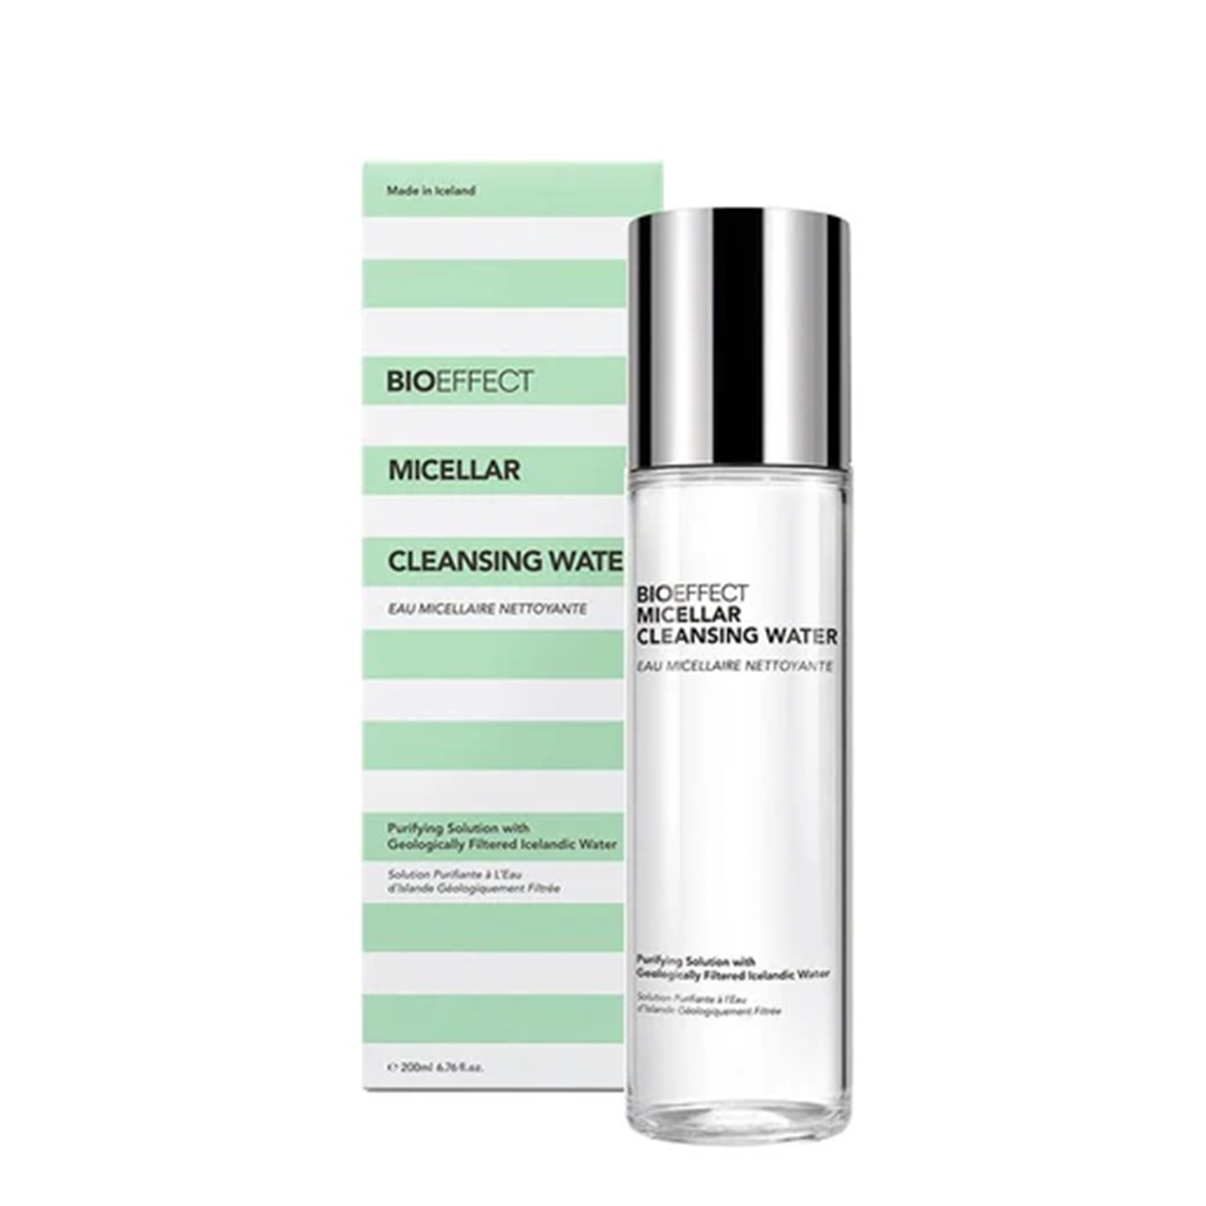 Made in Iceland
BIOEFFECT
MICELLAR
CLEANSING WATE
EAU MICELLAIRE NETTOYANTE
Purifying Solution with
Geologically Filtered Icelandic Water
Solution Purifiante à L'Eau
d'Islande Géologiquement Filtrée
200ml 6.76 fl.oz.
BIOEFFECT
MICELLAR
CLEANSING WATER
EAU MICELLAIRE NETTOYANTE
Purifying Solution with
Geologically Filtered Icelandic Water
Solution Purifiante à l'Eau
d'Islande Géologiquement Filtrée